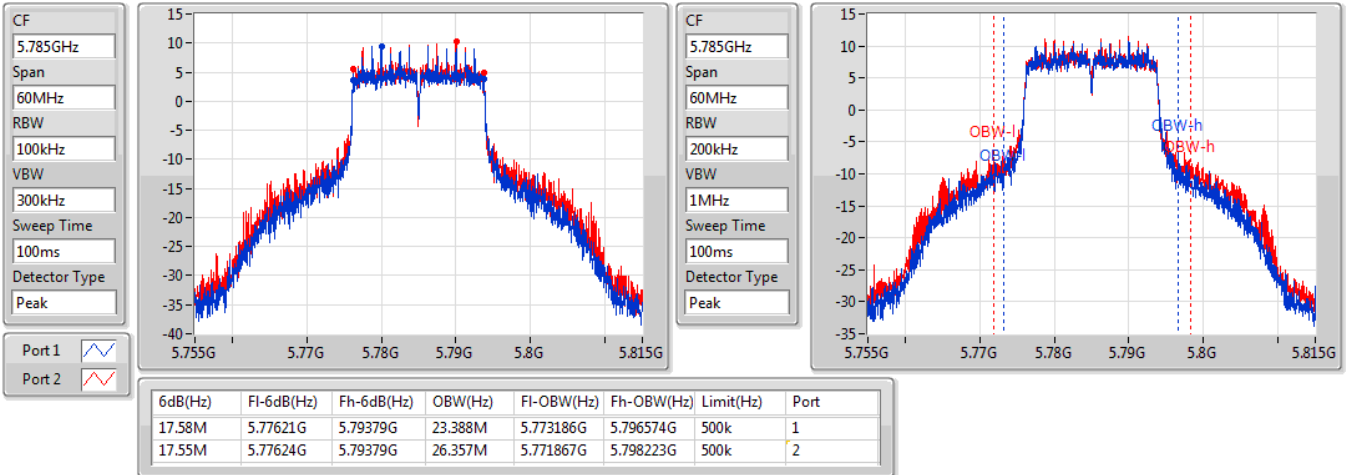 CF
5.785GHz
Span
60MHz
RBW
100kHz
VBW
300kHz
Sweep Time
100ms
Detector Type
Peak
Port 1
Port 2
15
10
5
0
-5
-10
-15
-20
-25
-30
-35
-40
5.755G 5.77G 5.78G 5.79G 5.8G 5.815G
CF
5.785GHz
Span
60MHz
RBW
200kHz
VBW
1MHz
Sweep Time
100ms
Detector Type
Peak
15
10
5
0
-5
-10
-15
-20
-25
-30
-35
OBW-l
OBW-l
OBW-h
OBW-h
5.755G 5.77G 5.78G 5.79G 5.8G 5.815G
6dB(Hz) Fl-6dB(Hz) Fh-6dB(Hz) OBW(Hz) Fl-OBW(Hz) Fh-OBW(Hz) Limit(Hz) Port
17.58M 5.77621G 5.79379G 23.388M 5.773186G 5.796574G 500k 1
17.55M 5.77624G 5.79379G 26.357M 5.771867G 5.798223G 500k 2